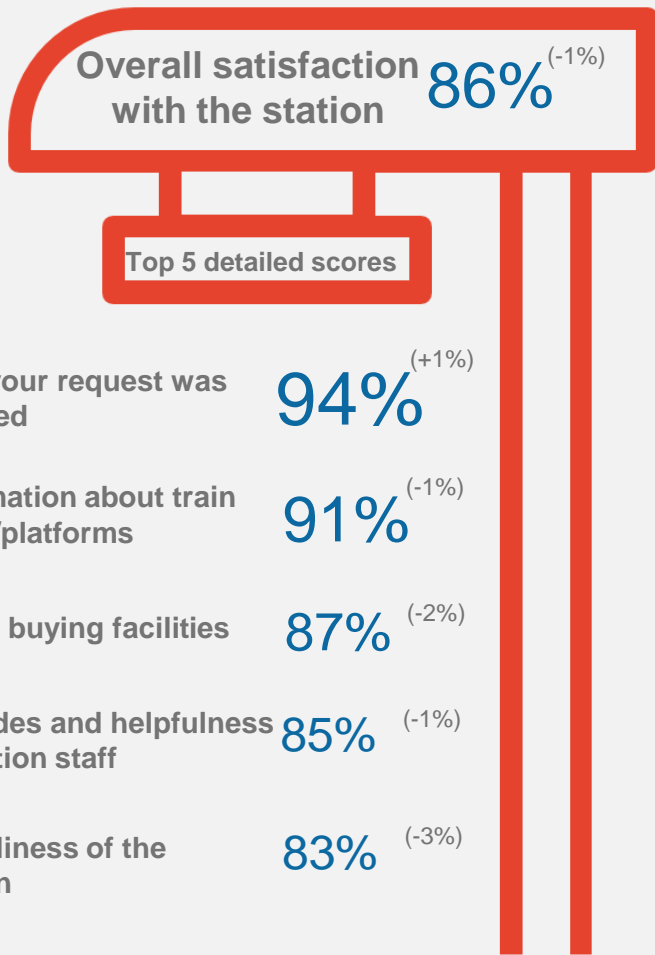 Overall satisfaction 86% (-1%)
with the station
Top 5 detailed scores
your request was 94% (+1%)
ed
nation about train 91% (-1%)
/platforms
buying facilities 87% (-2%)
des and helpfulness 85% (-1%)
tion staff
liness of the 83% (-3%)
n